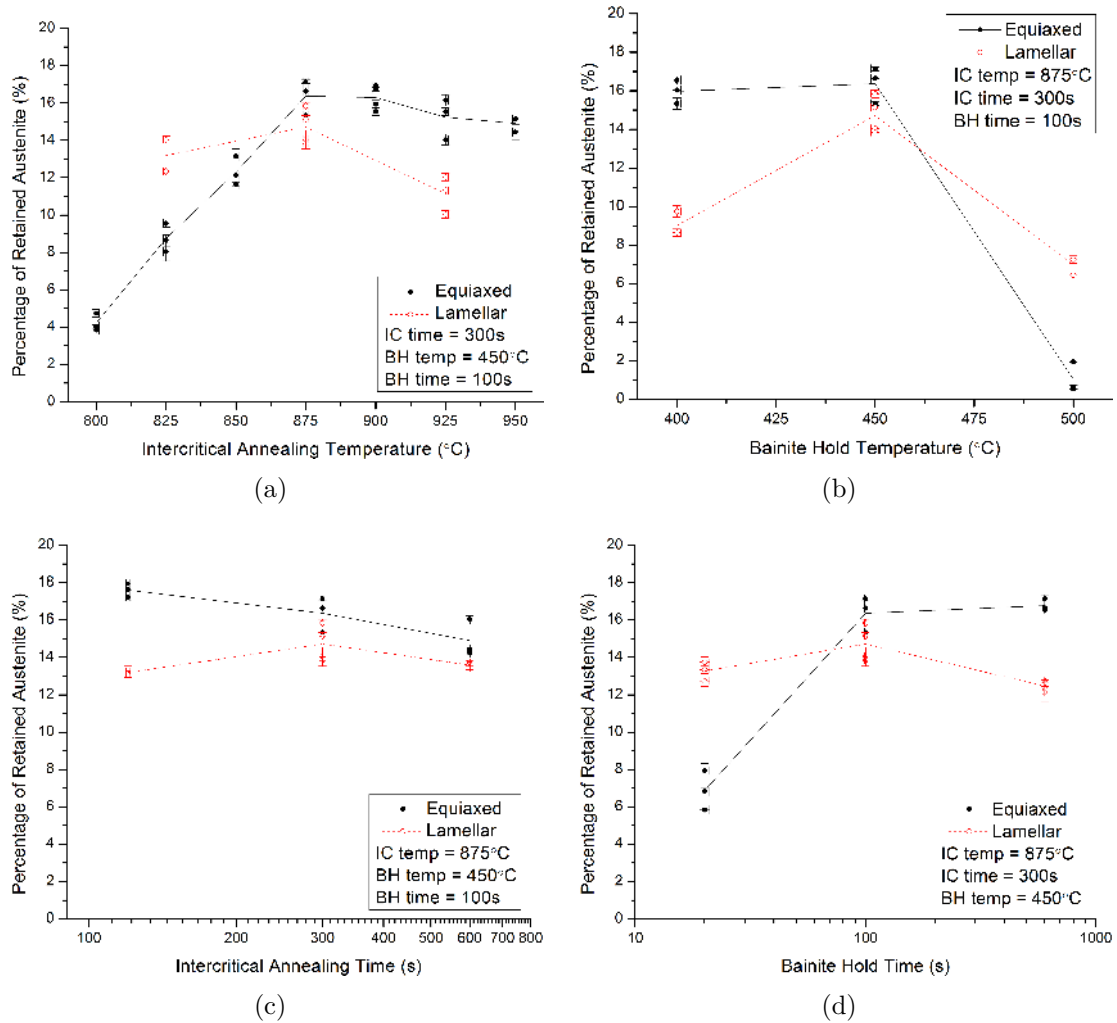 20
18
16
14
12
10
8
6
4
2
0
Percentage of Retained Austenite (%)
Equiaxed
Lamellar
IC time = 300s
BH temp = 450°C
BH time = 100s
800 825 850 875 900 925 950
Intercritical Annealing Temperature (°C)
(a)
20
18
16
14
12
10
8
6
4
2
0
Percentage of Retained Austenite (%)
Equiaxed
Lamellar
IC temp = 875°C
IC time = 300s
BH time = 100s
400 425 450 475 500
Bainite Hold Temperature (°C)
(b)
20
18
16
14
12
10
8
6
4
2
0
Percentage of Retained Austenite (%)
Equiaxed
Lamellar
IC temp = 875°C
BH temp = 450°C
BH time = 100s
100 200 300 400 500 600 700 800
Intercritical Annealing Time (s)
(c)
20
18
16
14
12
10
8
6
4
2
0
Percentage of Retained Austenite (%)
Equiaxed
Lamellar
IC temp = 875°C
IC time = 300s
BH temp = 450°C
10 100 1000
Bainite Hold Time (s)
(d)